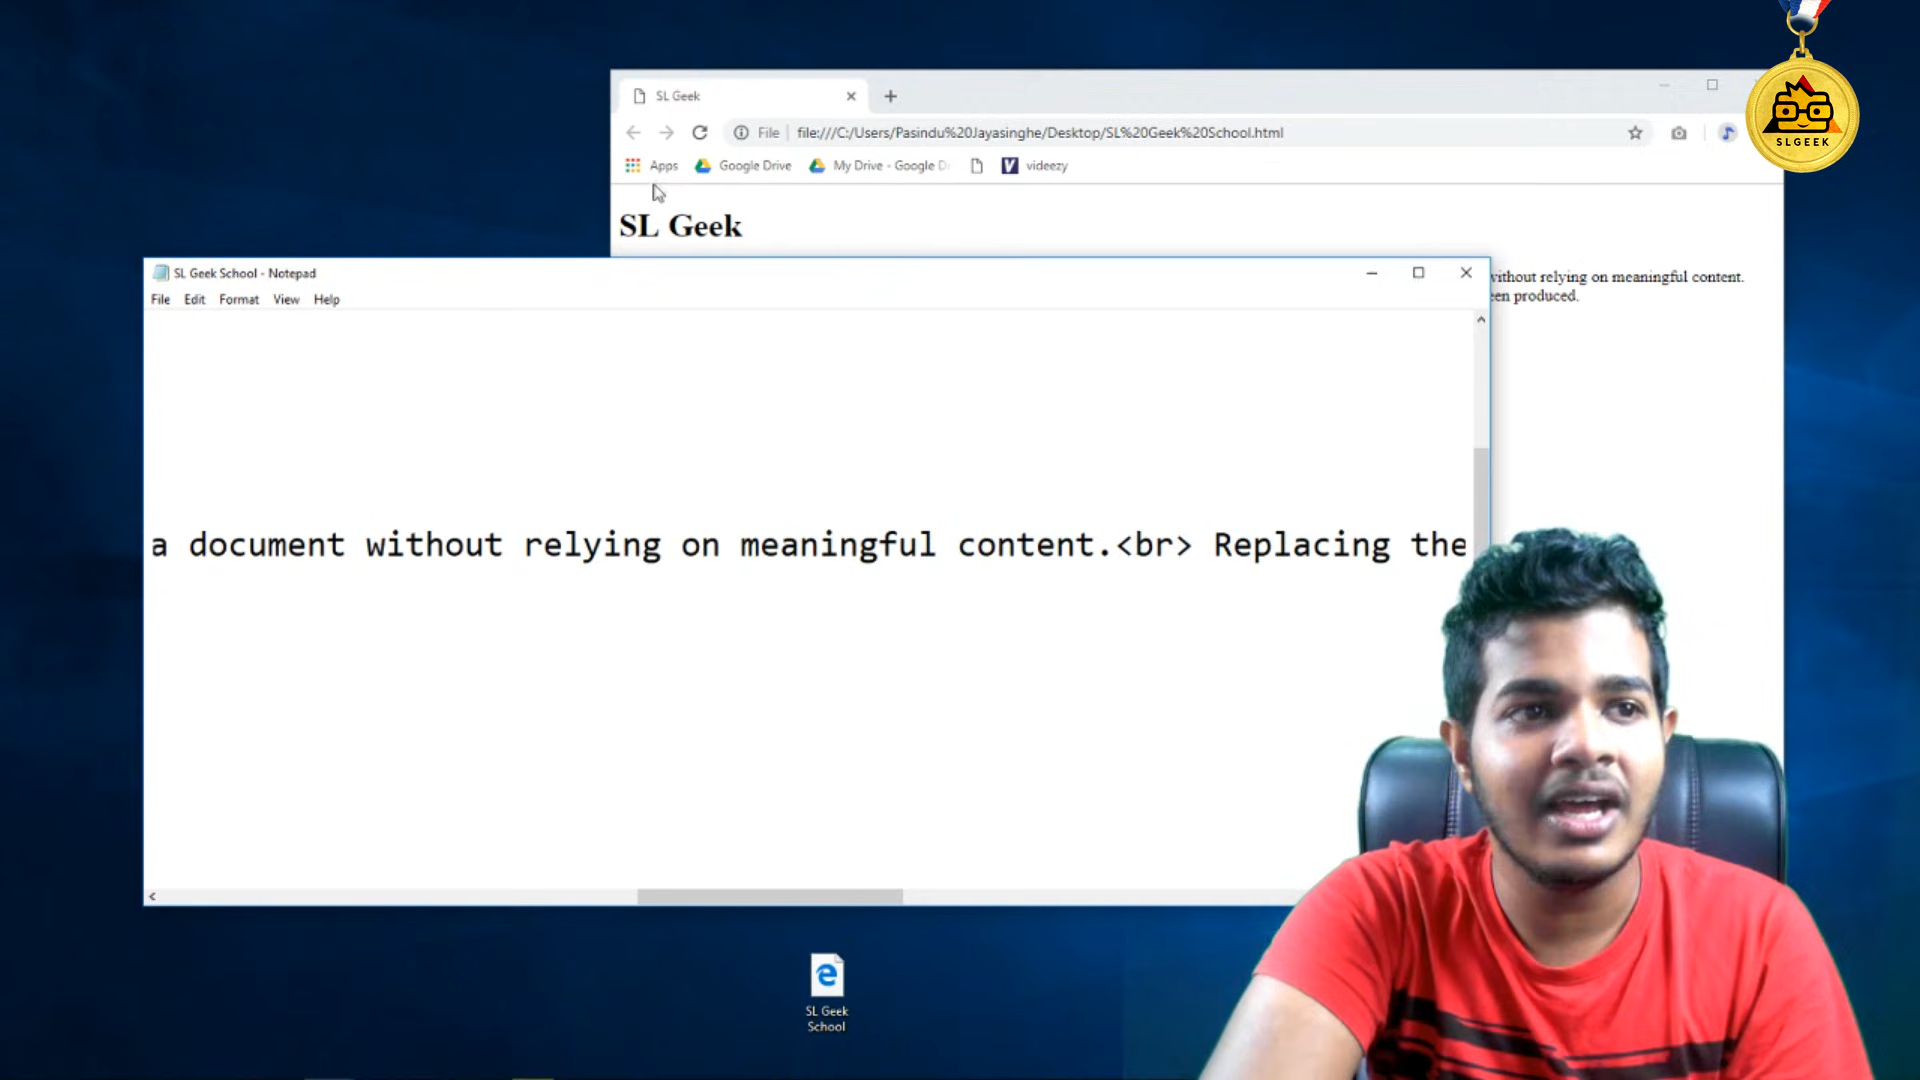 SL Geek
File
file:///C:/Users/Pasindu%20Jayasinghe/Desktop/SL%20Geek%20School.html
Apps
Google Drive
My Drive - Google D
videezy
SLGEEK
SL Geek
without relying on meaningful content.
een produced.
SL Geek School - Notepad
File Edit Format View Help
a document without relying on meaningful content.<br> Replacing the
SL Geek
School